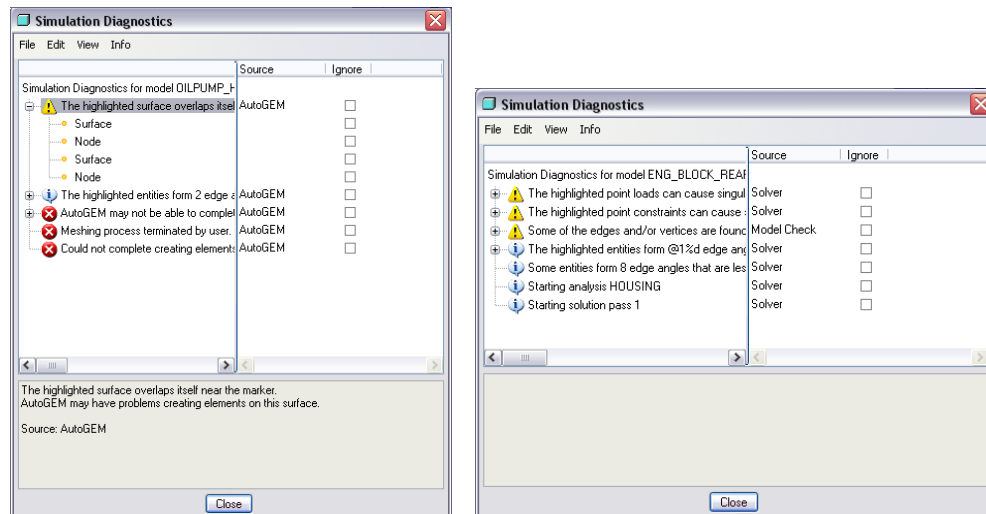 Simulation Diagnostics
File Edit View Info
Source Ignore
Simulation Diagnostics for model OILPUMP_H
The highlighted surface overlaps itsel AutoGEM
Surface
Node
Surface
Node
The highlighted entities form 2 edge a AutoGEM
AutoGEM may not be able to complet AutoGEM
Meshing process terminated by user. AutoGEM
Could not complete creating elements AutoGEM
The highlighted surface overlaps itself near the marker.
AutoGEM may have problems creating elements on this surface.
Source: AutoGEM
Close
Simulation Diagnostics
File Edit View Info
Source Ignore
Simulation Diagnostics for model ENG_BLOCK_REAR
The highlighted point loads can cause singul Solver
The highlighted point constraints can cause s Solver
Some of the edges and/or vertices are found Model Check
The highlighted entities form @1%d edge ang Solver
Some entities form 8 edge angles that are les Solver
Starting analysis HOUSING Solver
Starting solution pass 1 Solver
Close